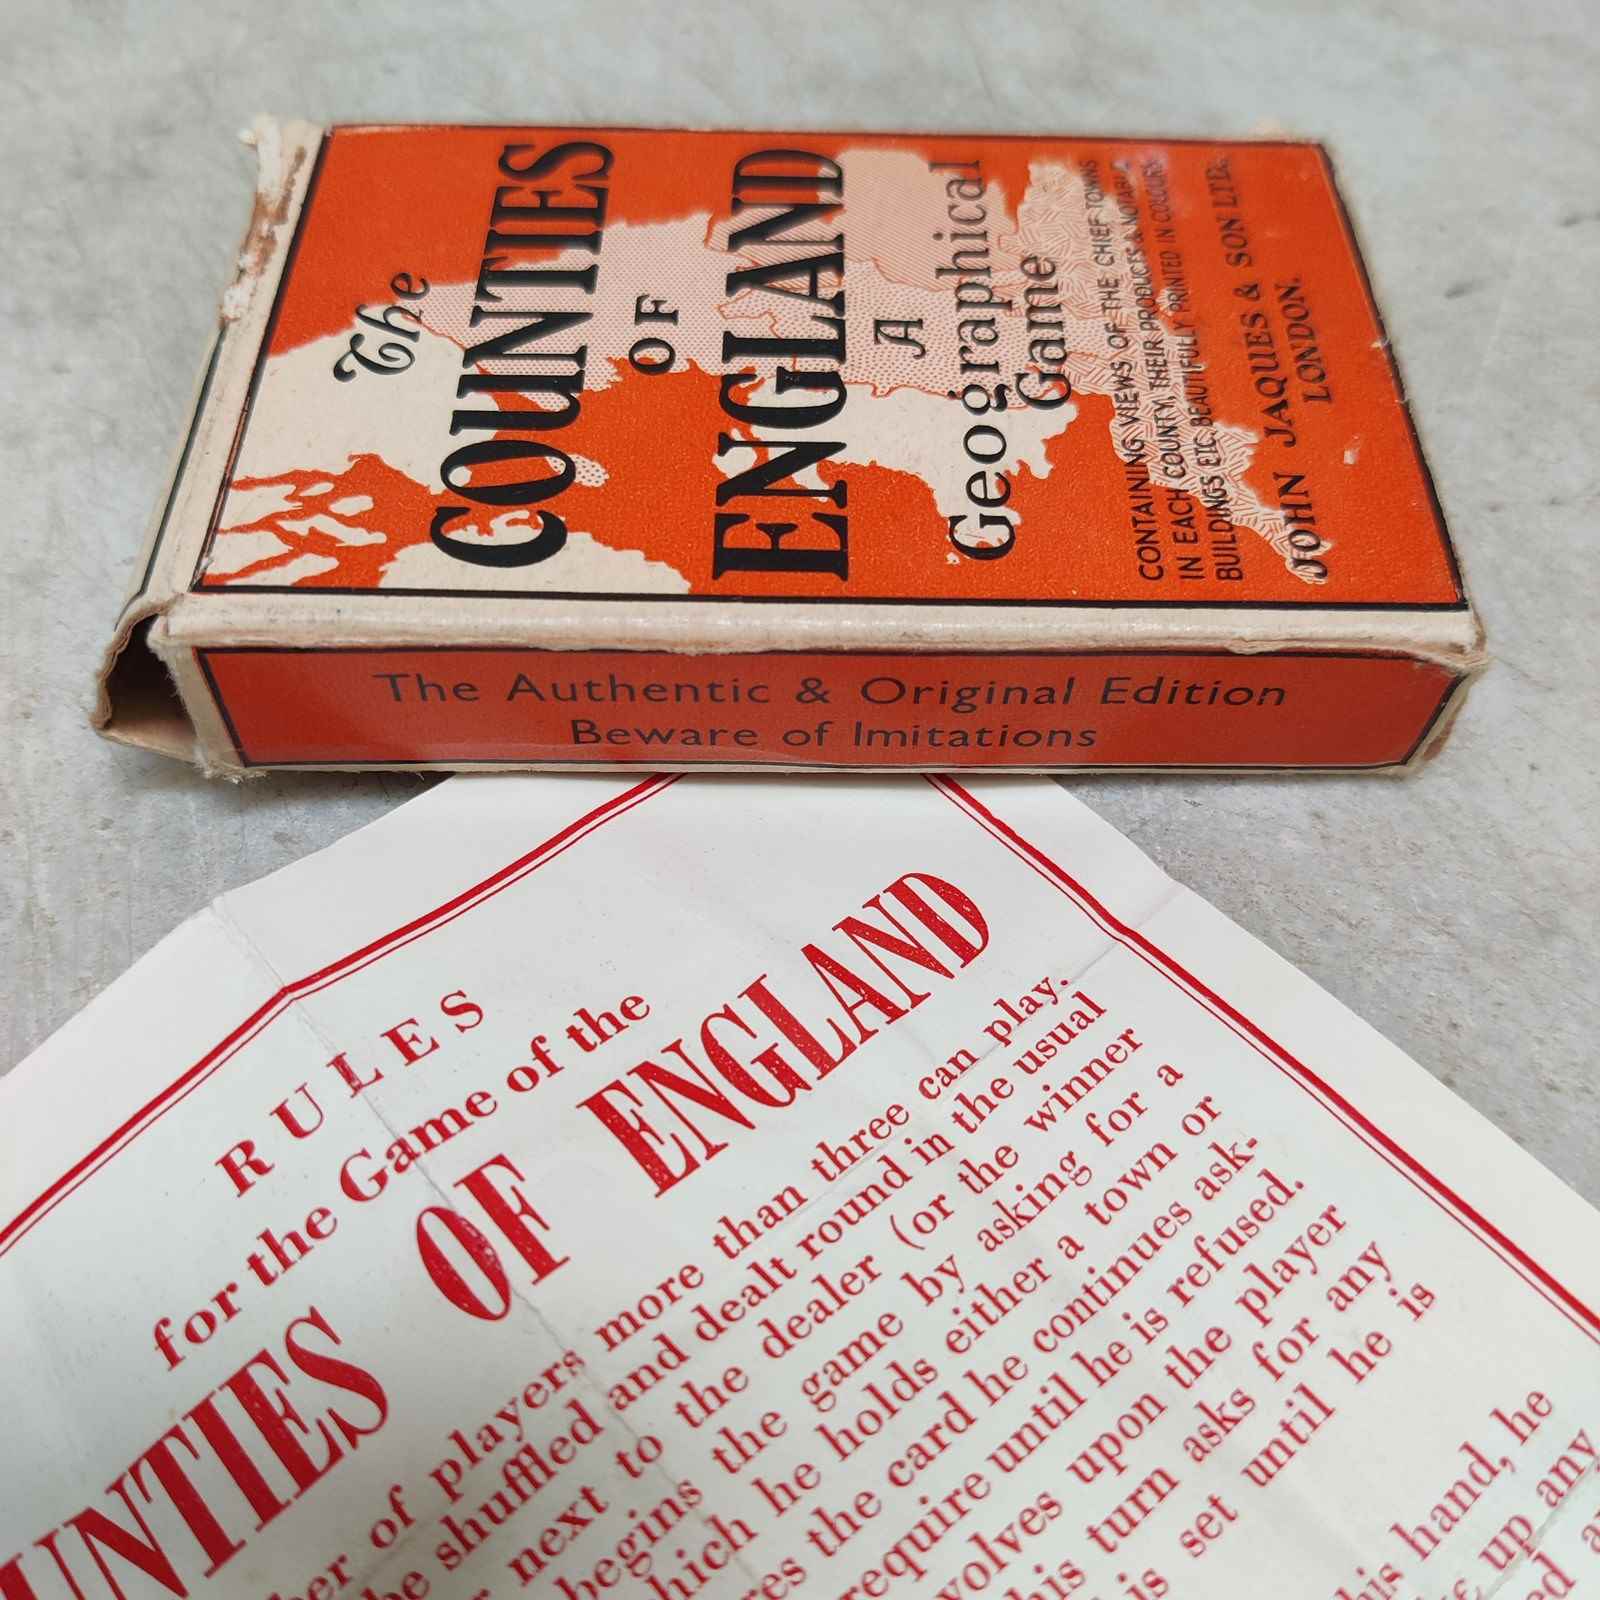 The
COUNTIES
OF
ENGLAND
A
Geographical
Game
CONTAINING VIEWS OF THE CHIEF TOWNS
IN EACH COUNTY, THEIR PRODUCTS & NOTABLE
BUILDINGS ETC. BEAUTIFULLY PRINTED IN COLOURS
JOHN JAQUES & SON LTD.
LONDON.
The Authentic & Original Edition
Beware of Imitations
RULES
for the Game of the
UNTIES OF ENGLAND
of players more than three can play.
shuffled and dealt round in the usual
next to the dealer (or the winner
begins the game by asking for a
which he holds either a town or
the card he continues ask-
require until he is refused.
upon the player
his turn asks for any
is set until he is
his hand, he
up any